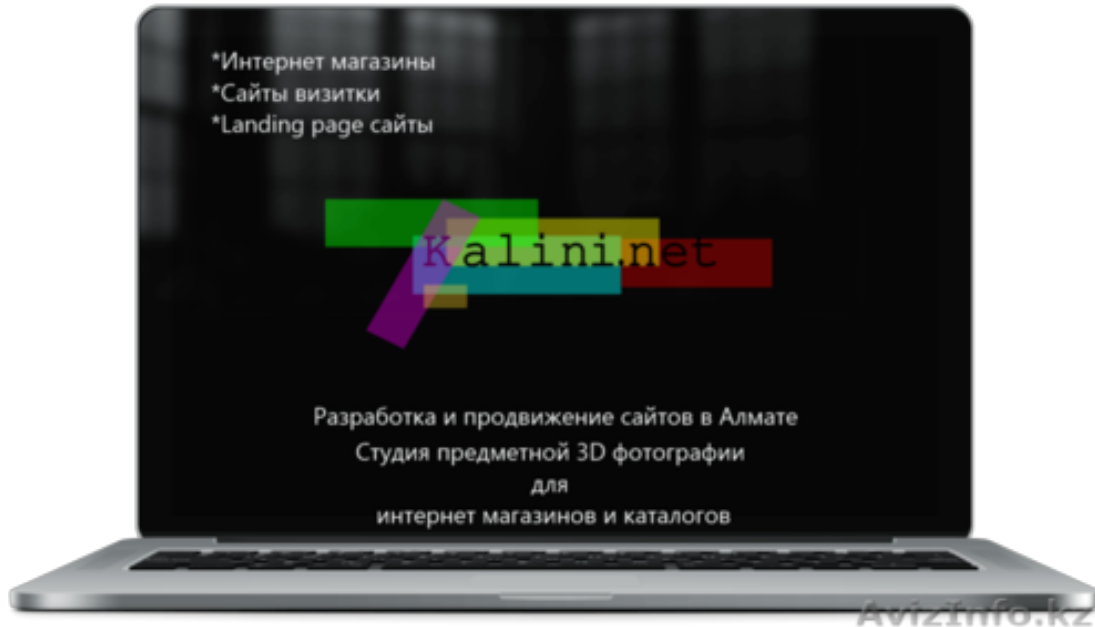 *Интернет магазины
*Сайты визитки
*Landing page сайты
Kalini.net
Разработка и продвижение сайтов в Алмате
Студия предметной 3D фотографии
для
интернет магазинов и каталогов
AvizInfo.kz